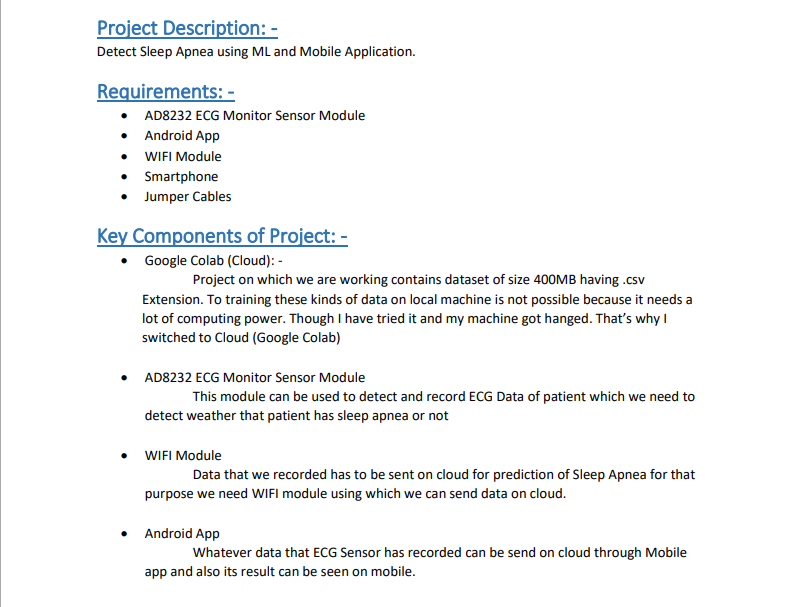 Project Description: -
Detect Sleep Apnea using ML and Mobile Application.
Requirements: -
• AD8232 ECG Monitor Sensor Module
• Android App
• WIFI Module
• Smartphone
• Jumper Cables
Key Components of Project: -
• Google Colab (Cloud): -
Project on which we are working contains dataset of size 400MB having .csv
Extension. To training these kinds of data on local machine is not possible because it needs a
lot of computing power. Though I have tried it and my machine got hanged. That’s why I
switched to Cloud (Google Colab)
• AD8232 ECG Monitor Sensor Module
This module can be used to detect and record ECG Data of patient which we need to
detect weather that patient has sleep apnea or not
• WIFI Module
Data that we recorded has to be sent on cloud for prediction of Sleep Apnea for that
purpose we need WIFI module using which we can send data on cloud.
• Android App
Whatever data that ECG Sensor has recorded can be send on cloud through Mobile
app and also its result can be seen on mobile.